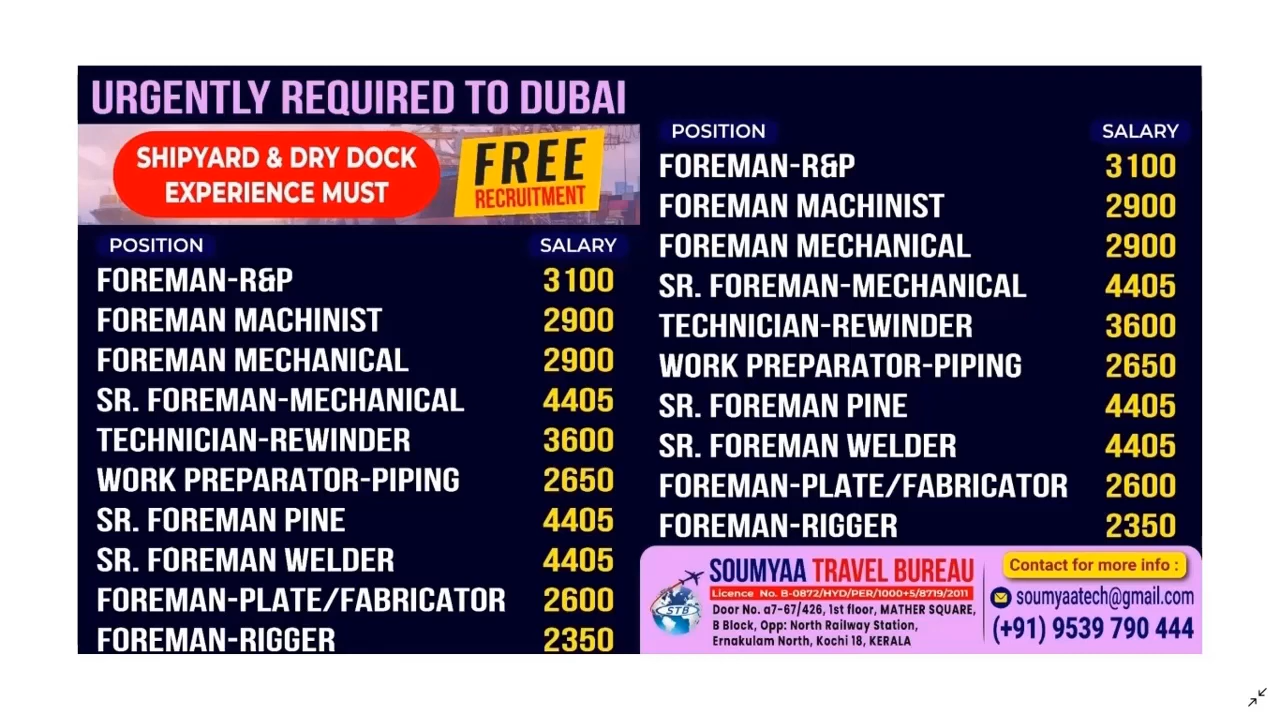 URGENTLY REQUIRED TO DUBAI
SHIPYARD & DRY DOCK
EXPERIENCE MUST
FREE
RECRUITMENT
POSITION SALARY
FOREMAN-R&P 3100
FOREMAN MACHINIST 2900
FOREMAN MECHANICAL 2900
SR. FOREMAN-MECHANICAL 4405
TECHNICIAN-REWINDER 3600
WORK PREPARATOR-PIPING 2650
SR. FOREMAN PINE 4405
SR. FOREMAN WELDER 4405
FOREMAN-PLATE/FABRICATOR 2600
FOREMAN-RIGGER 2350
POSITION SALARY
FOREMAN-R&P 3100
FOREMAN MACHINIST 2900
FOREMAN MECHANICAL 2900
SR. FOREMAN-MECHANICAL 4405
TECHNICIAN-REWINDER 3600
WORK PREPARATOR-PIPING 2650
SR. FOREMAN PINE 4405
SR. FOREMAN WELDER 4405
FOREMAN-PLATE/FABRICATOR 2600
FOREMAN-RIGGER 2350
STB
SOUMYAA TRAVEL BUREAU
Licence No. B-0872/HYD/PER/1000+5/8719/2011
Door No. a7-67/426, 1st floor, MATHER SQUARE,
B Block, Opp: North Railway Station,
Ernakulam North, Kochi 18, KERALA
Contact for more info :
soumyaatech@gmail.com
(+91) 9539 790 444